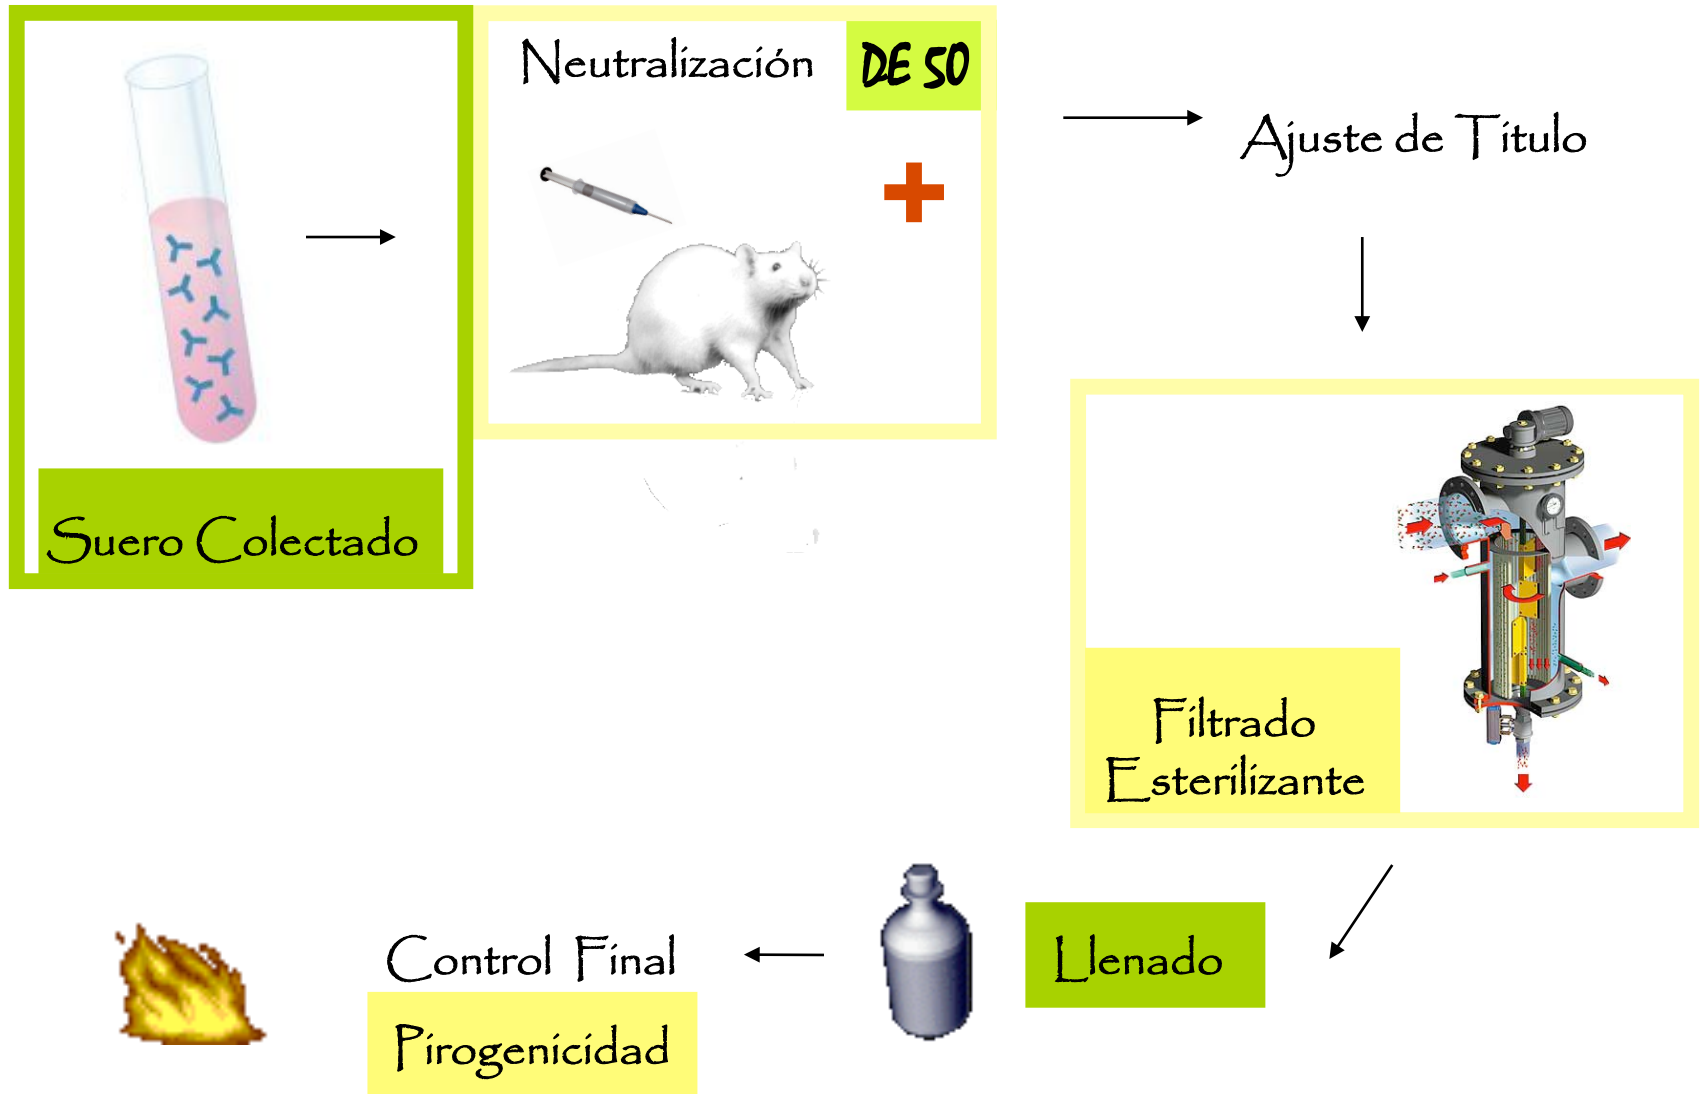 Neutralización
DE 50
Ajuste de Titulo
Suero Colectado
Filtrado
Esterilizante
Llenado
Control Final
Pirogenicidad